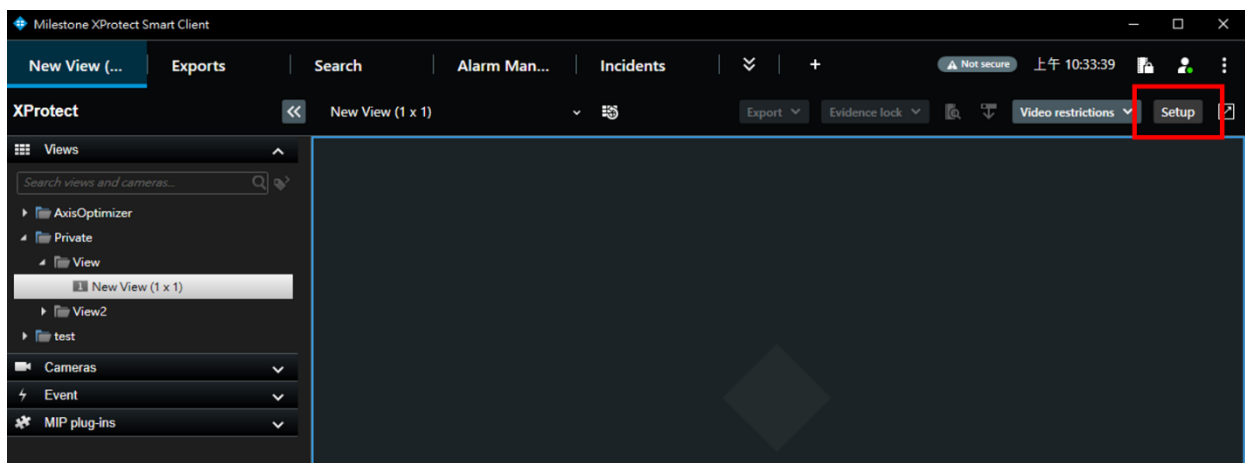 Milestone XProtect Smart Client
New View (... Exports Search Alarm Man... Incidents + Not secure 上午 10:33:39
XProtect New View (1 x 1) Export Evidence lock Video restrictions Setup
Views
Search views and cameras...
AxisOptimizer
Private
View
1 New View (1 x 1)
View2
test
Cameras
Event
MIP plug-ins